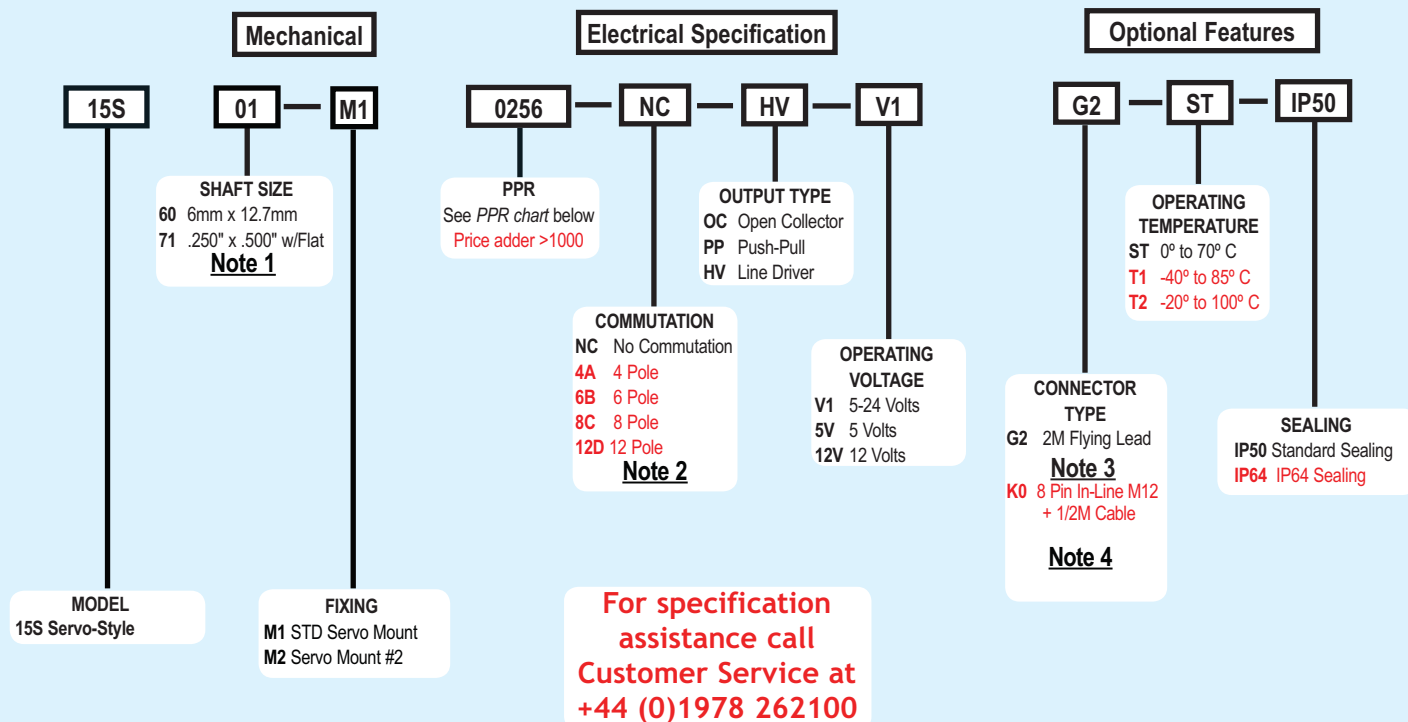 Mechanical
Electrical Specification
Optional Features
15S
01
M1
0256
NC
HV
V1
G2
ST
IP50
SHAFT SIZE
60 6mm x 12.7mm
71 .250" x .500" w/Flat
Note 1
PPR
See PPR chart below
Price adder >1000
OUTPUT TYPE
OC Open Collector
PP Push-Pull
HV Line Driver
OPERATING
TEMPERATURE
ST 0º to 70º C
T1 -40º to 85º C
T2 -20º to 100º C
COMMUTATION
NC No Commutation
4A 4 Pole
6B 6 Pole
8C 8 Pole
12D 12 Pole
Note 2
OPERATING
VOLTAGE
V1 5-24 Volts
5V 5 Volts
12V 12 Volts
CONNECTOR
TYPE
G2 2M Flying Lead
Note 3
K0 8 Pin In-Line M12
+ 1/2M Cable
Note 4
SEALING
IP50 Standard Sealing
IP64 IP64 Sealing
MODEL
15S Servo-Style
FIXING
M1 STD Servo Mount
M2 Servo Mount #2
For specification
assistance call
Customer Service at
+44 (0)1978 262100